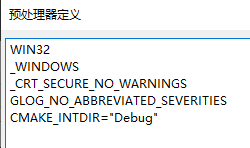 预处理器定义
WIN32
_WINDOWS
_CRT_SECURE_NO_WARNINGS
GLOG_NO_ABBREVIATED_SEVERITIES
CMAKE_INTDIR="Debug"